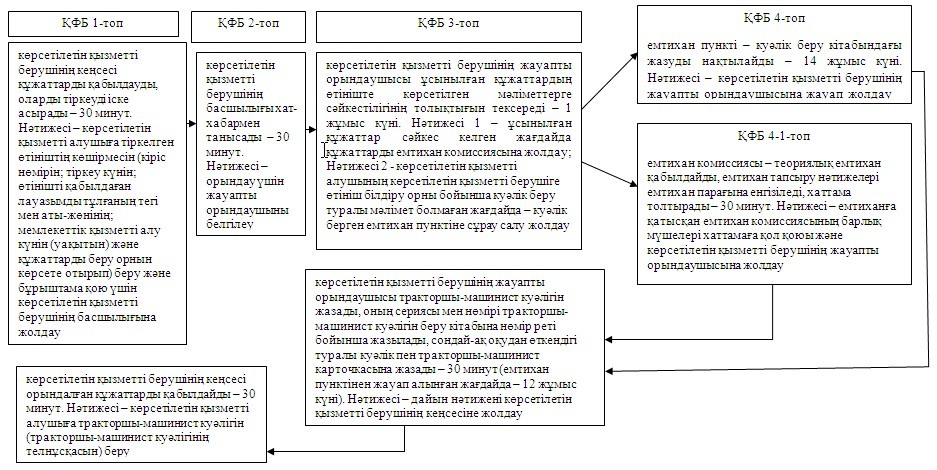 ҚФБ 1-топ
көрсетілетін қызметті
берушінің кеңсесі
құжаттарды қабылдауды,
оларды тіркеуді іске
асырады – 30 минут.
Нәтижесі – көрсетілетін
қызметті алушыға тіркелген
өтініштің көшірмесін (кіріс
нөмірін; тіркеу күнін;
өтінішті қабылдаған
лауазымды тұлғаның тегі
мен аты-жөнінің;
мемлекеттік қызметті алу
күнін (уақытын) және
құжаттарды беру орнын
көрсете отырып) беру және
бұрыштама қою үшін
көрсетілетін қызметті
берушінің басшылығына
жолдау
ҚФБ 2-топ
көрсетілетін
қызметті
берушінің
басшылығы хат-
хабармен
танысады – 30
минут.
Нәтижесі –
орындау үшін
жауапты
орындаушыны
белгілеу
ҚФБ 3-топ
көрсетілетін қызметті берушінің жауапты
орындаушысы ұсынылған құжаттардың
өтініште көрсетілген мәліметтерге
сәйкестілігінің толықтығын тексереді – 1
жұмыс күні. Нәтижесі 1 – ұсынылған
құжаттар сәйкес келген жағдайда
құжаттарды емтихан комиссиясына жолдау;
Нәтижесі 2 - көрсетілетін қызметті
алушының көрсетілетін қызметті берушіге
өтініш білдіру орны бойынша куәлік беру
туралы мәлімет болмаған жағдайда – куәлік
берген емтихан пунктіне сұрау салу жолдау
ҚФБ 4-топ
емтихан пункті – куәлік беру кітабындағы
жазуды нақтылайды – 14 жұмыс күні.
Нәтижесі – көрсетілетін қызметті берушінің
жауапты орындаушысына жауап жолдау
ҚФБ 4-1-топ
емтихан комиссиясы – теориялық емтихан
қабылдайды, емтихан тапсыру нәтижелері
емтихан парағына енгізіледі, хаттама
толтырады – 30 минут. Нәтижесі – емтиханға
қатысқан емтихан комиссиясының барлық
мүшелері хаттамаға қол қоюы және
көрсетілетін қызметті берушінің жауапты
орындаушысына жолдау
көрсетілетін қызметті берушінің жауапты
орындаушысы тракторшы-машинист куәлігін
жазады, оның сериясы мен нөмірі тракторшы-
машинист куәлігін беру кітабына нөмір реті
бойынша жазылады, сондай-ақ оқудан өткендігі
туралы куәлік пен тракторшы-машинист
карточкасына жазады – 30 минут (емтихан
пунктінен жауап алынған жағдайда – 12 жұмыс
күні). Нәтижесі – дайын нәтижені көрсетілетін
қызметті берушінің кеңсесіне жолдау
көрсетілетін қызметті берушінің кеңсесі
орындалған құжаттарды қабылдайды – 30
минут. Нәтижесі – көрсетілетін қызметті
алушыға тракторшы-машинист куәлігін
(тракторшы-машинист куәлігінің
телнұсқасын) беру